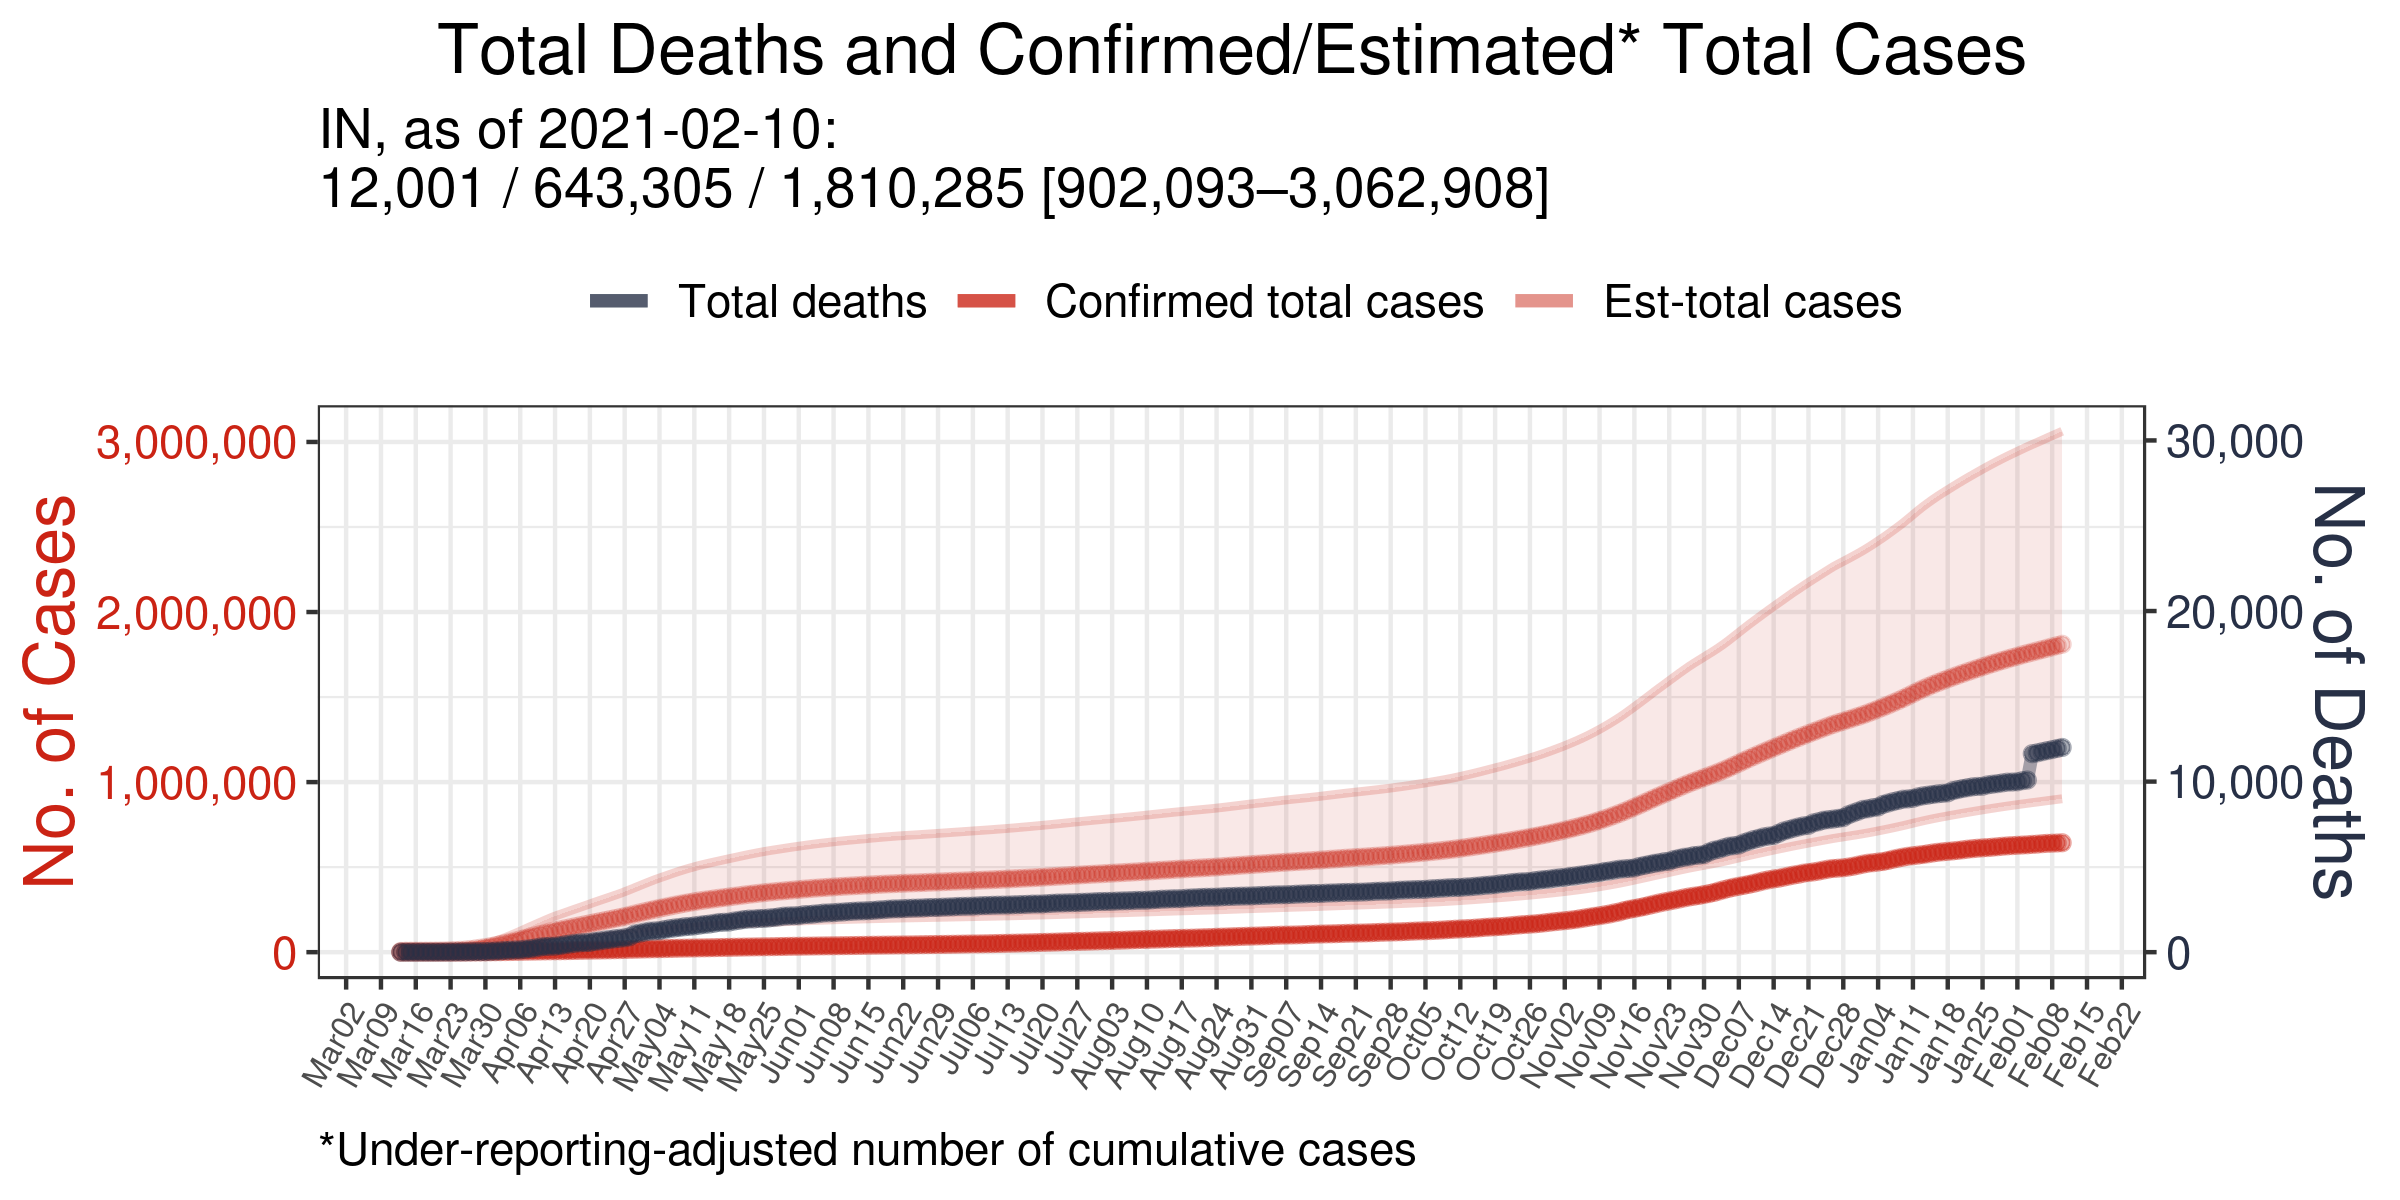 Total Deaths and Confirmed/Estimated* Total Cases
IN, as of 2021-02-10:
12,001 / 643,305 / 1,810,285 [902,093–3,062,908]
Total deaths
Confirmed total cases
Est-total cases
No. of Cases
3,000,000
2,000,000
1,000,000
0
30,000
20,000
10,000
0
No. of Deaths
Mar02
Mar09
Mar16
Mar23
Mar30
Apr06
Apr13
Apr20
Apr27
May04
May11
May18
May25
Jun01
Jun08
Jun15
Jun22
Jun29
Jul06
Jul13
Jul20
Jul27
Aug03
Aug10
Aug17
Aug24
Aug31
Sep07
Sep14
Sep21
Sep28
Oct05
Oct12
Oct19
Oct26
Nov02
Nov09
Nov16
Nov23
Nov30
Dec07
Dec14
Dec21
Dec28
Jan04
Jan11
Jan18
Jan25
Feb01
Feb08
Feb15
Feb22
*Under-reporting-adjusted number of cumulative cases